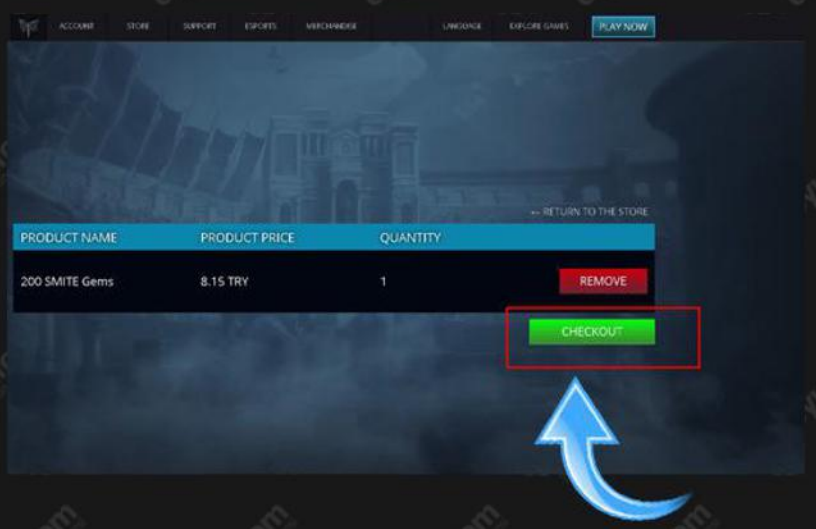 ACCOUNT STORE SUPPORT ESPORTS MERCHANDISE LANGUAGE EXPLORE GAMES PLAY NOW
← RETURN TO THE STORE
PRODUCT NAME PRODUCT PRICE QUANTITY
200 SMITE Gems 8.15 TRY 1 REMOVE
CHECKOUT